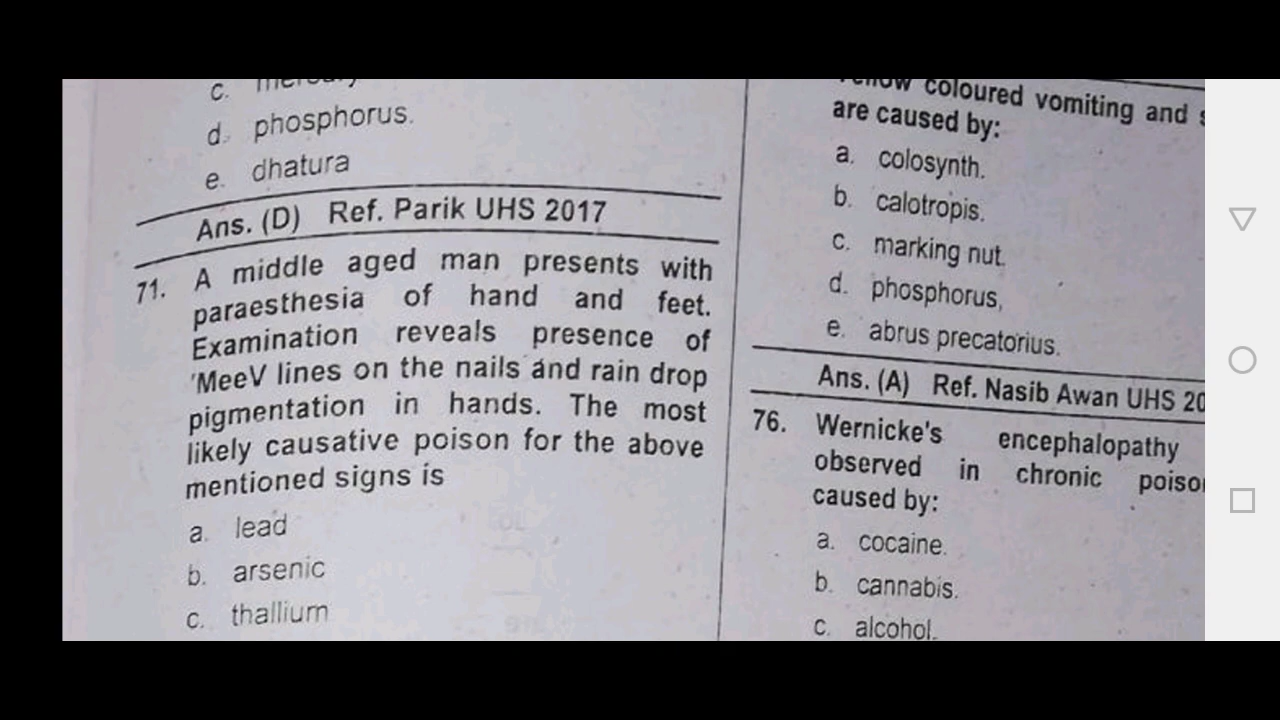 c.
d. phosphorus.
e. dhatura
Ans. (D) Ref. Parik UHS 2017
71. A middle aged man presents with
paraesthesia of hand and feet.
Examination reveals presence of
'MeeV lines on the nails and rain drop
pigmentation in hands. The most
likely causative poison for the above
mentioned signs is
a. lead
b. arsenic
c. thallium
coloured vomiting and
are caused by:
a. colosynth.
b. calotropis.
c. marking nut.
d. phosphorus,
e. abrus precatorius.
Ans. (A) Ref. Nasib Awan UHS 20
76. Wernicke's encephalopathy
observed in chronic
caused by:
a. cocaine.
b. cannabis.
c. alcohol.